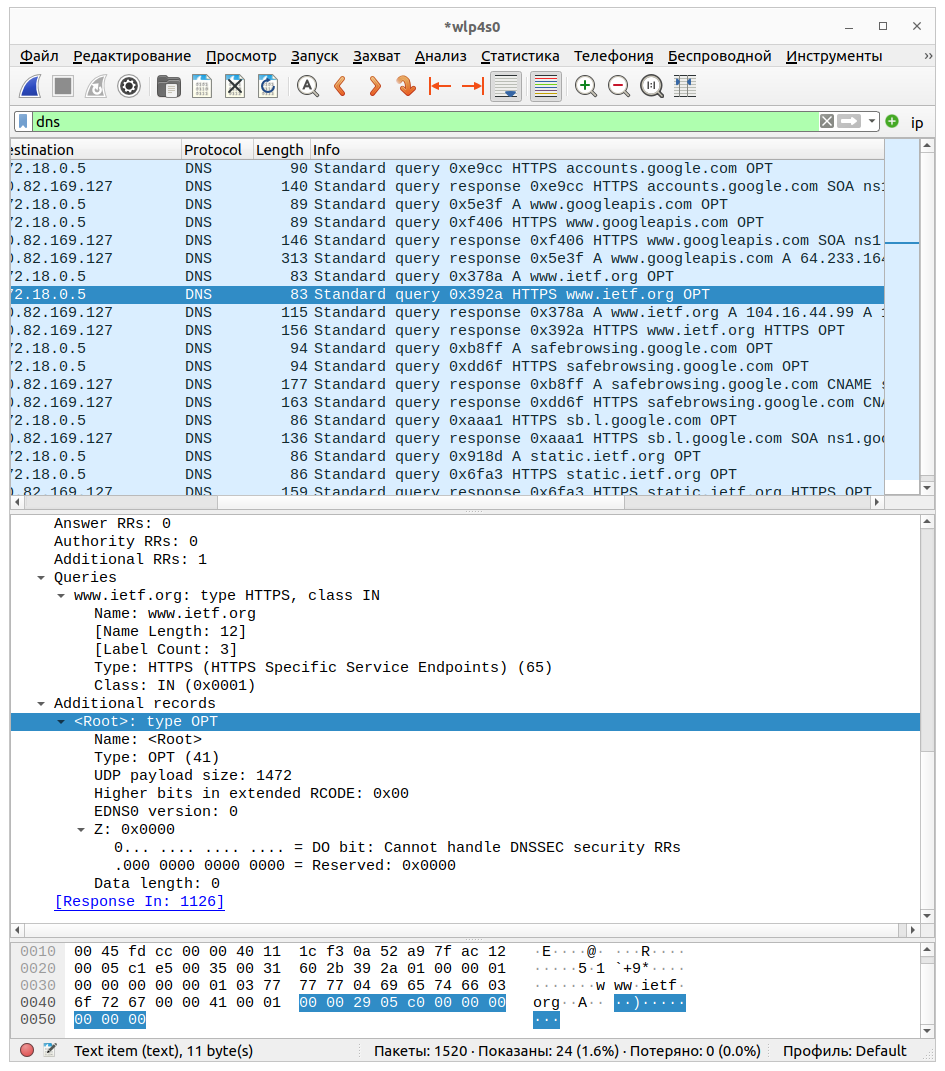 *wlp4s0
Файл Редактирование Просмотр Запуск Захват Анализ Статистика Телефония Беспроводной Инструменты »
dns ip
estination Protocol Length Info
72.18.0.5 DNS 90 Standard query 0xe9cc HTTPS accounts.google.com OPT
0.82.169.127 DNS 140 Standard query response 0xe9cc HTTPS accounts.google.com SOA ns1
72.18.0.5 DNS 89 Standard query 0x5e3f A www.googleapis.com OPT
72.18.0.5 DNS 89 Standard query 0xf406 HTTPS www.googleapis.com OPT
0.82.169.127 DNS 146 Standard query response 0xf406 HTTPS www.googleapis.com SOA ns1
0.82.169.127 DNS 313 Standard query response 0x5e3f A www.googleapis.com A 64.233.164
72.18.0.5 DNS 83 Standard query 0x378a A www.ietf.org OPT
72.18.0.5 DNS 83 Standard query 0x392a HTTPS www.ietf.org OPT
0.82.169.127 DNS 115 Standard query response 0x378a A www.ietf.org A 104.16.44.99 A 1
0.82.169.127 DNS 156 Standard query response 0x392a HTTPS www.ietf.org HTTPS OPT
72.18.0.5 DNS 94 Standard query 0xb8ff A safebrowsing.google.com OPT
72.18.0.5 DNS 94 Standard query 0xdd6f HTTPS safebrowsing.google.com OPT
0.82.169.127 DNS 177 Standard query response 0xb8ff A safebrowsing.google.com CNAME s
0.82.169.127 DNS 163 Standard query response 0xdd6f HTTPS safebrowsing.google.com CNA
72.18.0.5 DNS 86 Standard query 0xaaa1 HTTPS sb.l.google.com OPT
0.82.169.127 DNS 136 Standard query response 0xaaa1 HTTPS sb.l.google.com SOA ns1.goo
72.18.0.5 DNS 86 Standard query 0x918d A static.ietf.org OPT
72.18.0.5 DNS 86 Standard query 0x6fa3 HTTPS static.ietf.org OPT
0.82.169.127 DNS 159 Standard query response 0x6fa3 HTTPS static.ietf.org HTTPS OPT
Answer RRs: 0
Authority RRs: 0
Additional RRs: 1
Queries
www.ietf.org: type HTTPS, class IN
Name: www.ietf.org
[Name Length: 12]
[Label Count: 3]
Type: HTTPS (HTTPS Specific Service Endpoints) (65)
Class: IN (0x0001)
Additional records
<Root>: type OPT
Name: <Root>
Type: OPT (41)
UDP payload size: 1472
Higher bits in extended RCODE: 0x00
EDNS0 version: 0
Z: 0x0000
0... .... .... .... = DO bit: Cannot handle DNSSEC security RRs
.000 0000 0000 0000 = Reserved: 0x0000
Data length: 0
[Response In: 1126]
0010 00 45 fd cc 00 00 40 11 1c f3 0a 52 a9 7f ac 12 ·E····@· ···R····
0020 00 05 c1 e5 00 35 00 31 60 2b 39 2a 01 00 00 01 ·····5·1 `+9*····
0030 00 00 00 00 00 01 03 77 77 77 04 69 65 74 66 03 ·······w ww·ietf·
0040 6f 72 67 00 00 41 00 01 00 00 29 05 c0 00 00 00 org··A·· ··)·····
0050 00 00 00 ···
Text item (text), 11 byte(s) Пакеты: 1520 · Показаны: 24 (1.6%) · Потеряно: 0 (0.0%) Профиль: Default